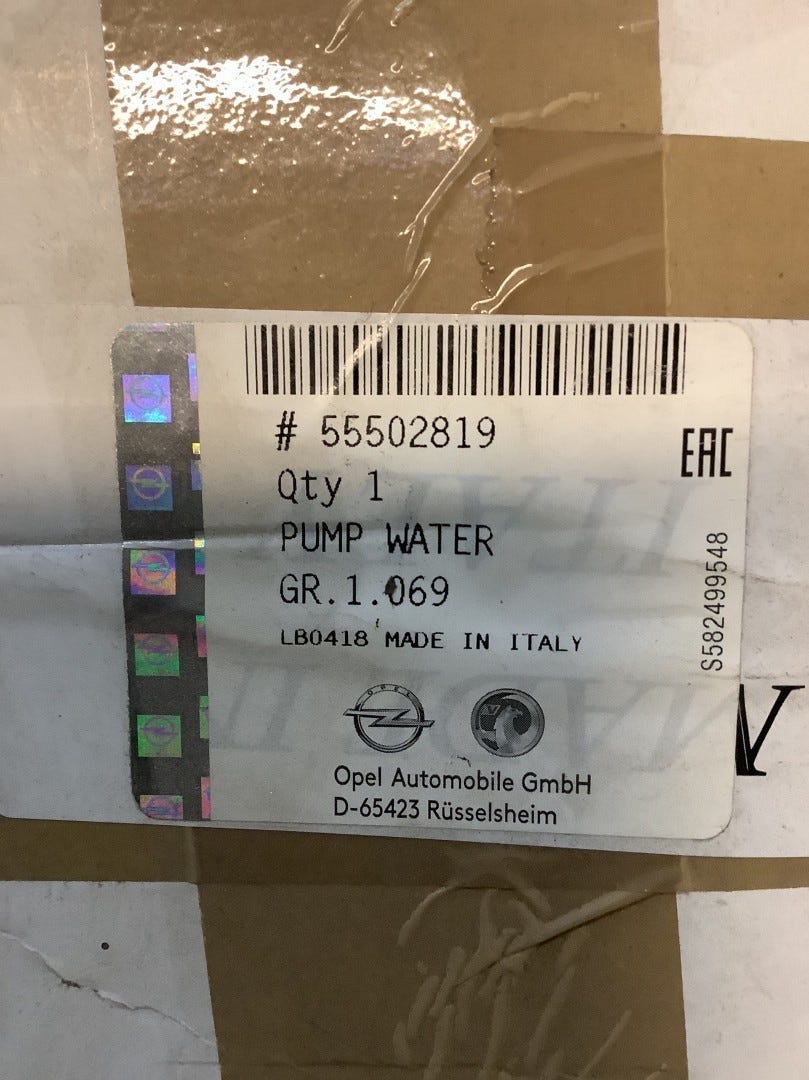 # 55502819
EAC
Qty 1
PUMP WATER
GR.1.069
LB0418 MADE IN ITALY
S582499548
OPEL
Opel Automobile GmbH
D-65423 Rüsselsheim